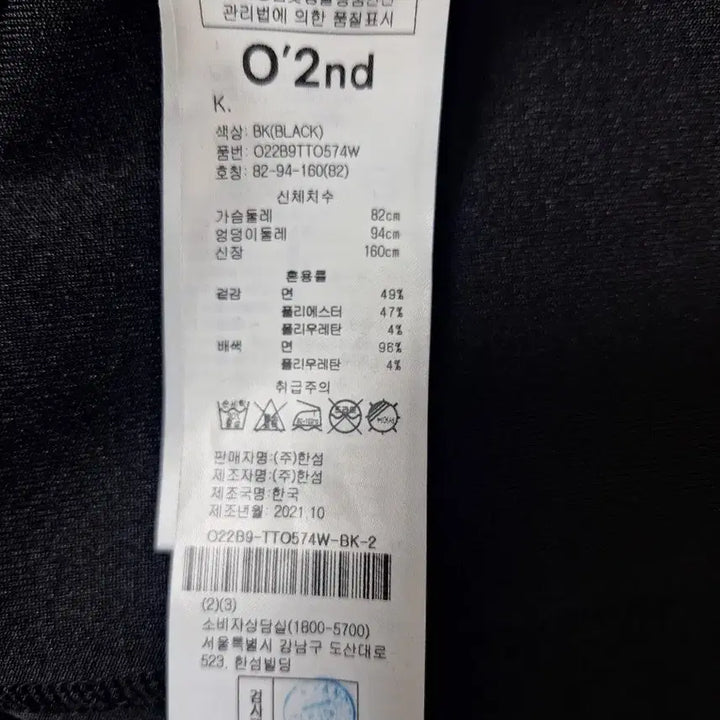 관리법에 의한 품질표시
O'2nd
K.
색상: BK(BLACK)
품번: O22B9TTO574W
호칭: 82-94-160(82)
신체치수
가슴둘레 82cm
엉덩이둘레 94cm
신장 160cm
혼용률
겉감 면 49%
폴리에스터 47%
폴리우레탄 4%
배색 면 96%
폴리우레탄 4%
취급주의
판매자명:(주)한섬
제조자명:(주)한섬
제조국명:한국
제조년월: 2021.10
O22B9-TTO574W-BK-2
(2)(3)
소비자상담실(1800-5700)
서울특별시 강남구 도산대로
523, 한섬빌딩
검
사